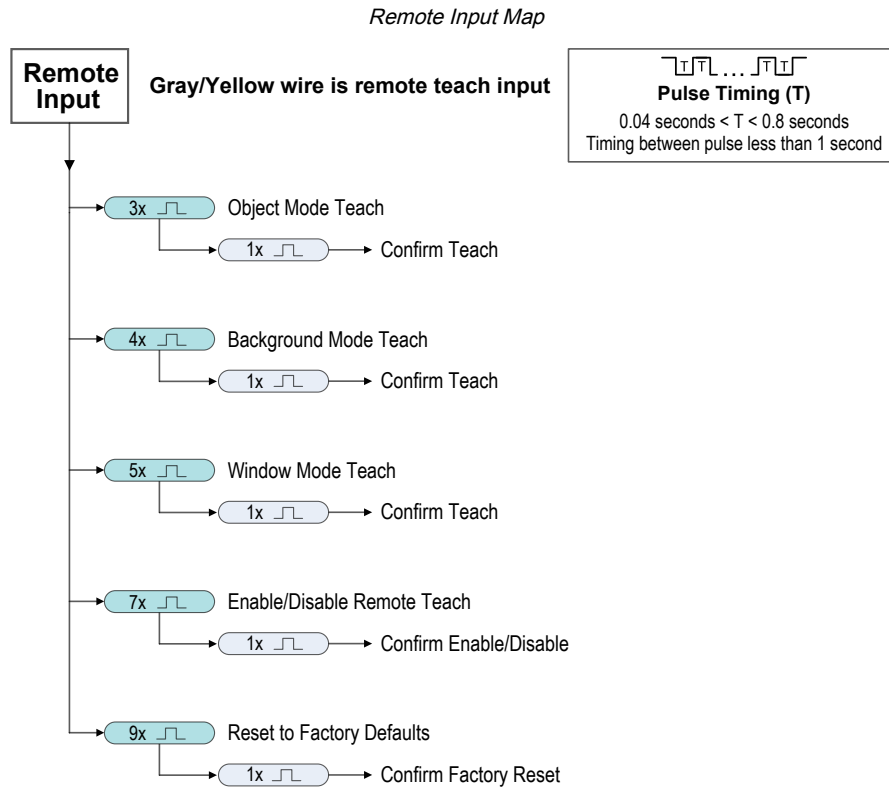 Remote Input Map
Remote
Input
Gray/Yellow wire is remote teach input
T T ... T T
Pulse Timing (T)
0.04 seconds < T < 0.8 seconds
Timing between pulse less than 1 second
3x
Object Mode Teach
1x
Confirm Teach
4x
Background Mode Teach
1x
Confirm Teach
5x
Window Mode Teach
1x
Confirm Teach
7x
Enable/Disable Remote Teach
1x
Confirm Enable/Disable
9x
Reset to Factory Defaults
1x
Confirm Factory Reset